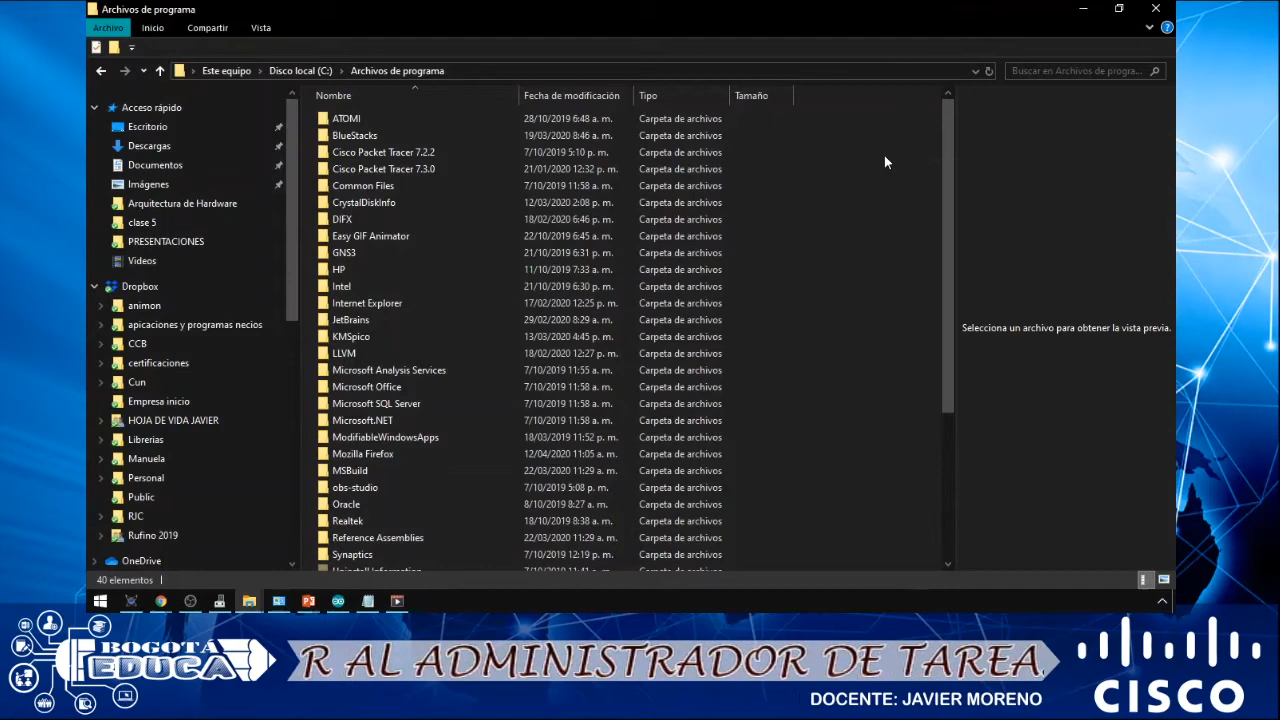 Archivos de programa
Archivo Inicio Compartir Vista
Este equipo Disco local (C:) Archivos de programa
Buscar en Archivos de progra...
Nombre Fecha de modificación Tipo Tamaño
Acceso rápido
Escritorio
Descargas
Documentos
Imágenes
Arquitectura de Hardware
clase 5
PRESENTACIONES
Videos
Dropbox
animon
apicaciones y programas necios
CCB
certificaciones
Cun
Empresa inicio
HOJA DE VIDA JAVIER
Librerias
Manuela
Personal
Public
RJC
Rufino 2019
OneDrive
ATOMI 28/10/2019 6:48 a. m. Carpeta de archivos
BlueStacks 19/03/2020 8:46 a. m. Carpeta de archivos
Cisco Packet Tracer 7.2.2 7/10/2019 5:10 p. m. Carpeta de archivos
Cisco Packet Tracer 7.3.0 21/01/2020 12:32 p. m. Carpeta de archivos
Common Files 7/10/2019 11:58 a. m. Carpeta de archivos
CrystalDiskInfo 12/03/2020 2:08 p. m. Carpeta de archivos
DIFX 18/02/2020 6:46 p. m. Carpeta de archivos
Easy GIF Animator 22/10/2019 6:45 a. m. Carpeta de archivos
GNS3 21/10/2019 6:31 p. m. Carpeta de archivos
HP 11/10/2019 7:33 a. m. Carpeta de archivos
Intel 21/10/2019 6:30 p. m. Carpeta de archivos
Internet Explorer 17/02/2020 12:25 p. m. Carpeta de archivos
JetBrains 29/02/2020 8:29 a. m. Carpeta de archivos
KMSpico 13/03/2020 4:45 p. m. Carpeta de archivos
LLVM 18/02/2020 12:27 p. m. Carpeta de archivos
Microsoft Analysis Services 7/10/2019 11:55 a. m. Carpeta de archivos
Microsoft Office 7/10/2019 11:58 a. m. Carpeta de archivos
Microsoft SQL Server 7/10/2019 11:58 a. m. Carpeta de archivos
Microsoft.NET 7/10/2019 11:58 a. m. Carpeta de archivos
ModifiableWindowsApps 18/03/2019 11:52 p. m. Carpeta de archivos
Mozilla Firefox 12/04/2020 11:05 a. m. Carpeta de archivos
MSBuild 22/03/2020 11:29 a. m. Carpeta de archivos
obs-studio 7/10/2019 5:08 p. m. Carpeta de archivos
Oracle 8/10/2019 8:27 a. m. Carpeta de archivos
Realtek 18/10/2019 8:38 a. m. Carpeta de archivos
Reference Assemblies 22/03/2020 11:29 a. m. Carpeta de archivos
Synaptics 7/10/2019 12:19 p. m. Carpeta de archivos
Uninstall Information 7/10/2019 11:41 a. m. Carpeta de archivos
Selecciona un archivo para obtener la vista previa.
40 elementos
BOGOTA
EDUCA
R AL ADMINISTRADOR DE TAREA
DOCENTE: JAVIER MORENO
CISCO